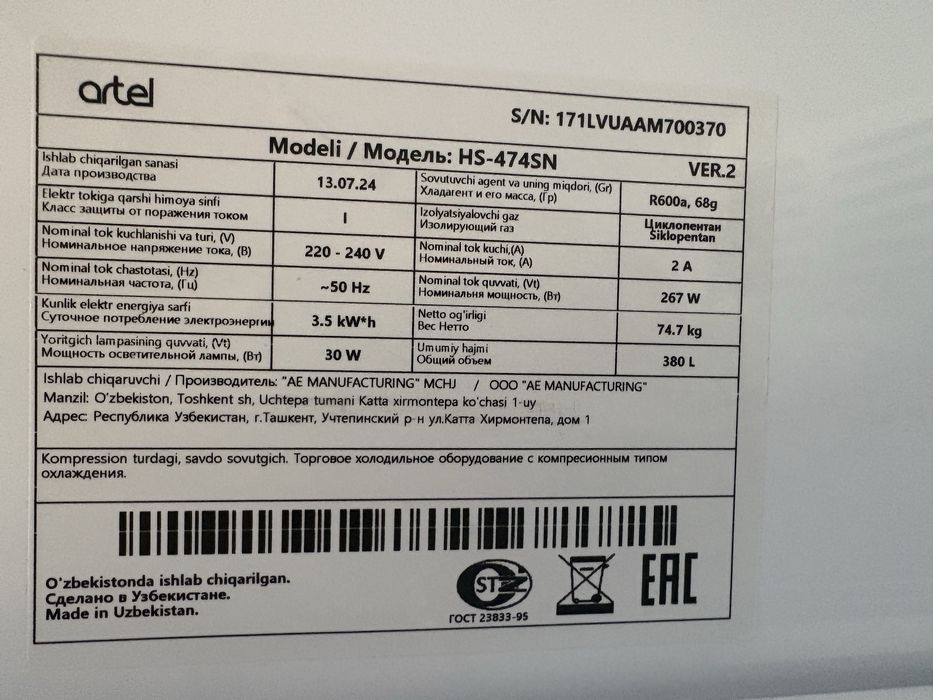 artel
S/N: 171LVUAAM700370
Modeli / Модель: HS-474SN
VER.2
Ishlab chiqarilgan sanasi
Дата производства
13.07.24
Sovutuvchi agent va uning miqdori, (Gr)
Хладагент и его масса, (Гр)
R600a, 68g
Elektr tokiga qarshi himoya sinfi
Класс защиты от поражения током
I
Izolyatsiyalovchi gaz
Изолирующий газ
Циклопентан
Siklopentan
Nominal tok kuchlanishi va turi, (V)
Номинальное напряжение тока, (В)
220 - 240 V
Nominal tok kuchi,(A)
Номинальный ток, (А)
2 A
Nominal tok chastotasi, (Hz)
Номинальная частота, (Гц)
~50 Hz
Nominal tok quvvati, (Vt)
Номинальня мощность, (Вт)
267 W
Kunlik elektr energiya sarfi
Суточное потребление электроэнергии
3.5 kW*h
Netto og'irligi
Вес Нетто
74.7 kg
Yoritgich lampasining quvvati, (Vt)
Мощность осветительной лампы, (Вт)
30 W
Umumiy hajmi
Общий объем
380 L
Ishlab chiqaruvchi / Производитель: "AE MANUFACTURING" MCHJ / ООО "AE MANUFACTURING"
Manzil: O'zbekiston, Toshkent sh, Uchtepa tumani Katta xirmontepa ko'chasi 1-uy
Адрес: Республика Узбекистан, г.Ташкент, Учтепинский р-н ул.Катта Хирмонтепа, дом 1
Kompression turdagi, savdo sovutgich. Торговое холодильное оборудование с компресионным типом
охлаждения.
O'zbekistonda ishlab chiqarilgan.
Сделано в Узбекистане.
Made in Uzbekistan.
ST
ГОСТ 23833-95
EAC